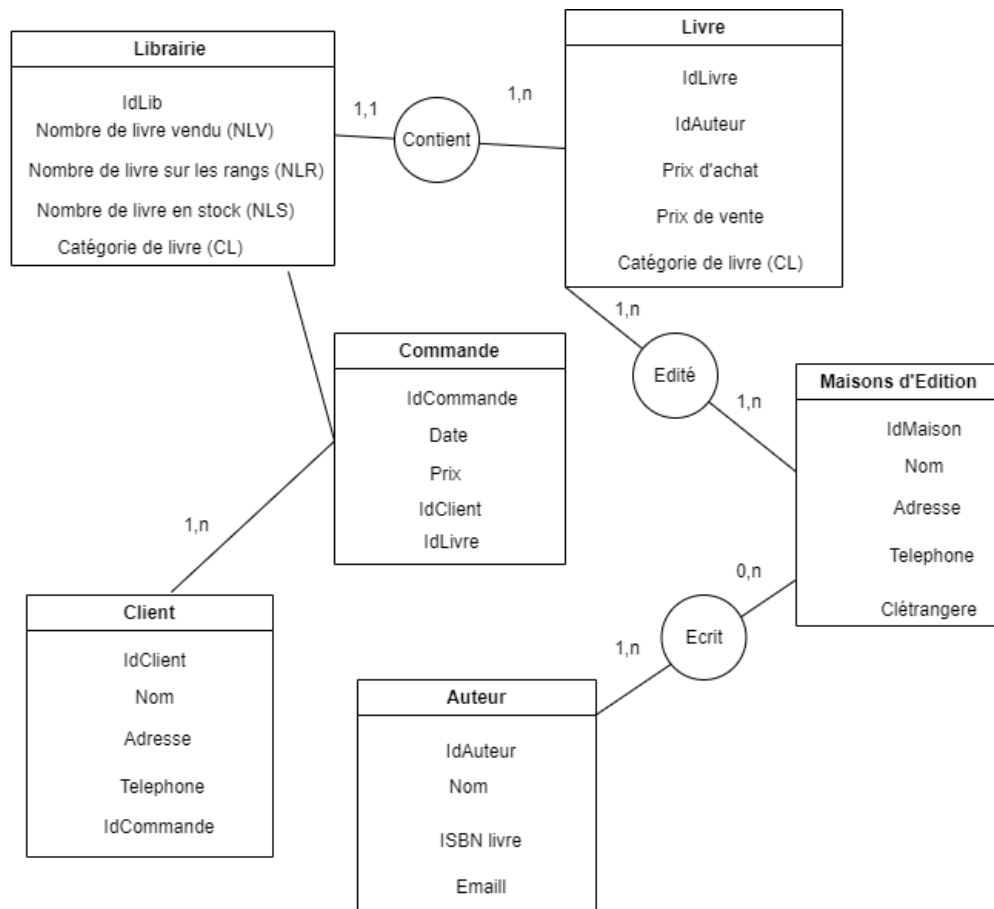 Librairie
IdLib
Nombre de livre vendu (NLV)
Nombre de livre sur les rangs (NLR)
Nombre de livre en stock (NLS)
Catégorie de livre (CL)
1,1
Contient
1,n
Livre
IdLivre
IdAuteur
Prix d'achat
Prix de vente
Catégorie de livre (CL)
1,n
Edité
1,n
Maisons d'Edition
IdMaison
Nom
Adresse
Telephone
Clétrangere
Commande
IdCommande
Date
Prix
IdClient
IdLivre
1,n
Client
IdClient
Nom
Adresse
Telephone
IdCommande
0,n
Ecrit
1,n
Auteur
IdAuteur
Nom
ISBN livre
Emaill